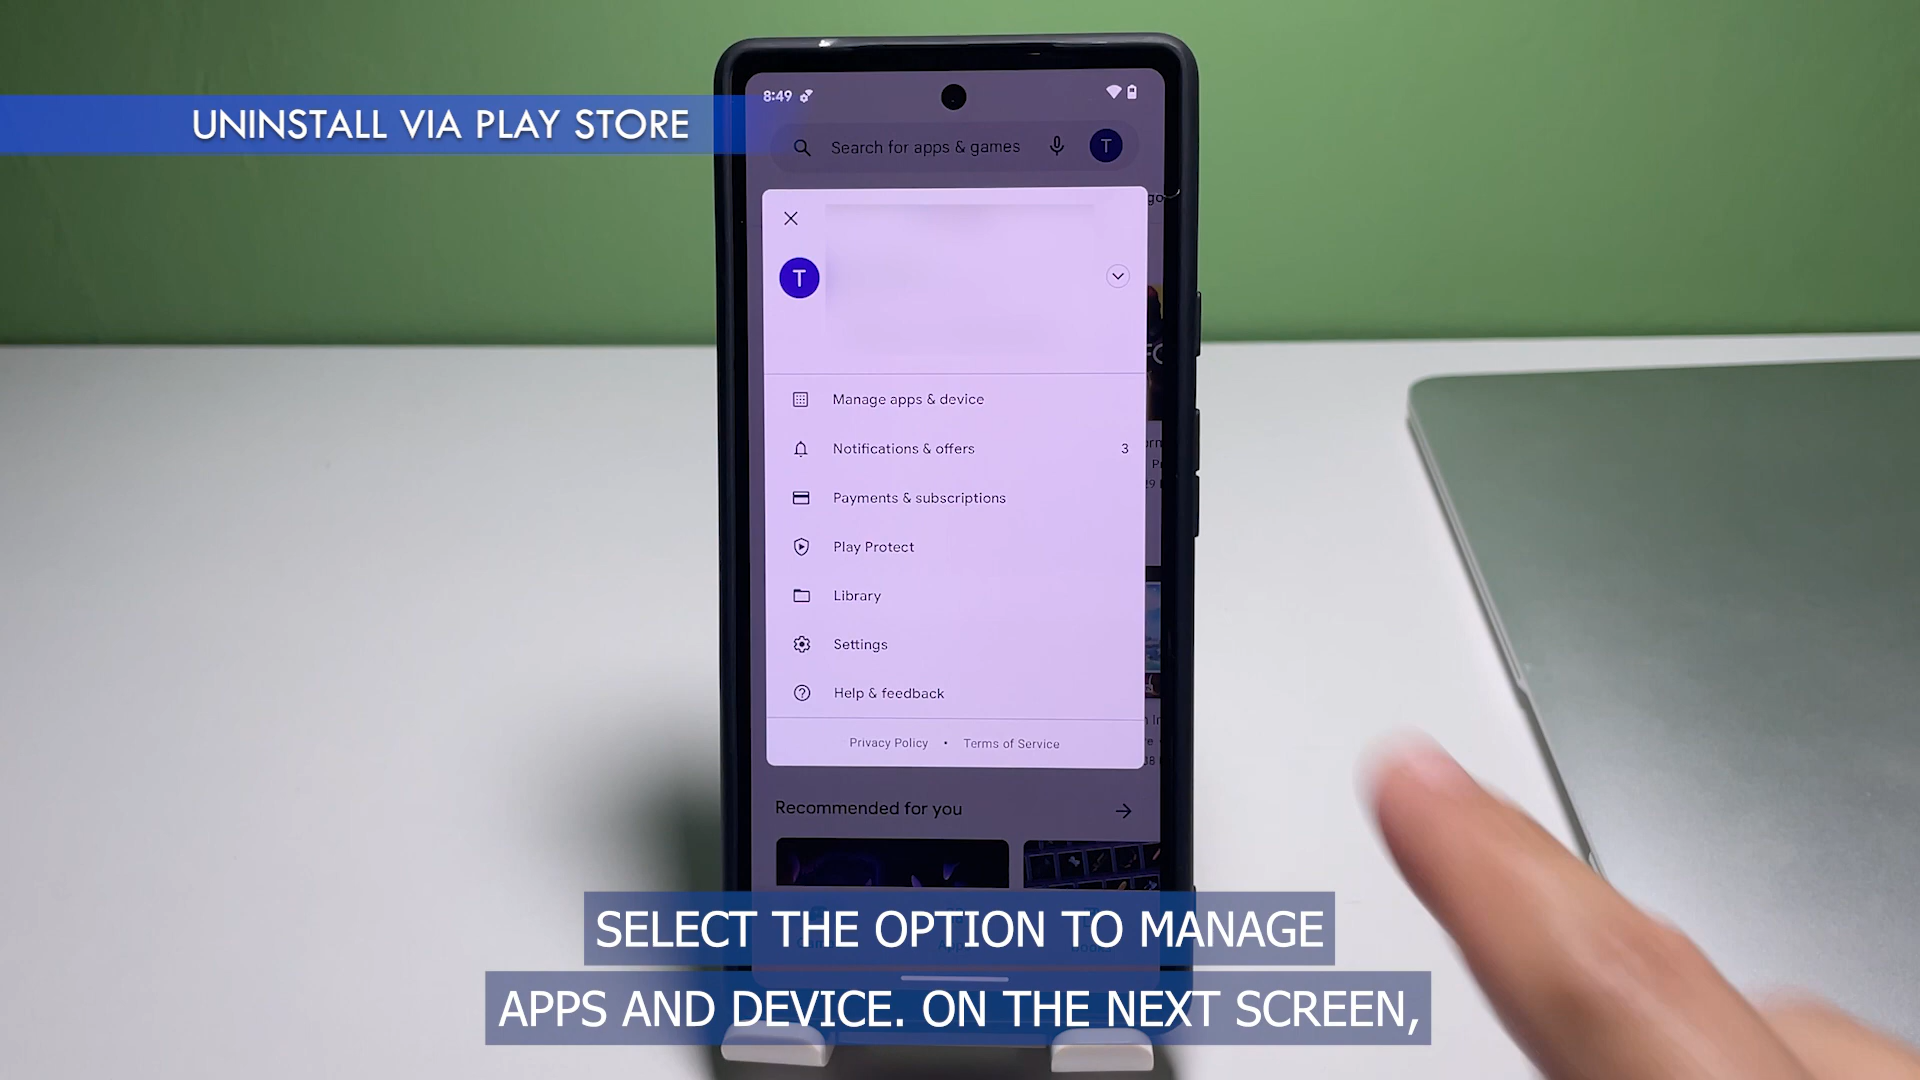 UNINSTALL VIA PLAY STORE
8:49
Search for apps & games
T
T
Manage apps & device
Notifications & offers 3
Payments & subscriptions
Play Protect
Library
Settings
Help & feedback
Privacy Policy • Terms of Service
Recommended for you
SELECT THE OPTION TO MANAGE
APPS AND DEVICE. ON THE NEXT SCREEN,